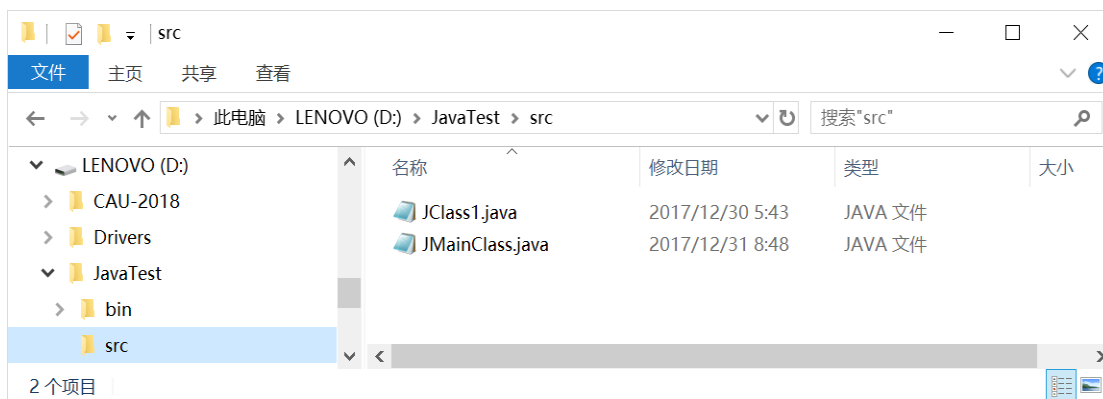 src
文件 主页 共享 查看
此电脑 LENOVO (D:) JavaTest src 搜索"src"
LENOVO (D:) 名称 修改日期 类型 大小
CAU-2018 JClass1.java 2017/12/30 5:43 JAVA 文件
Drivers JMainClass.java 2017/12/31 8:48 JAVA 文件
JavaTest
bin
src
2 个项目